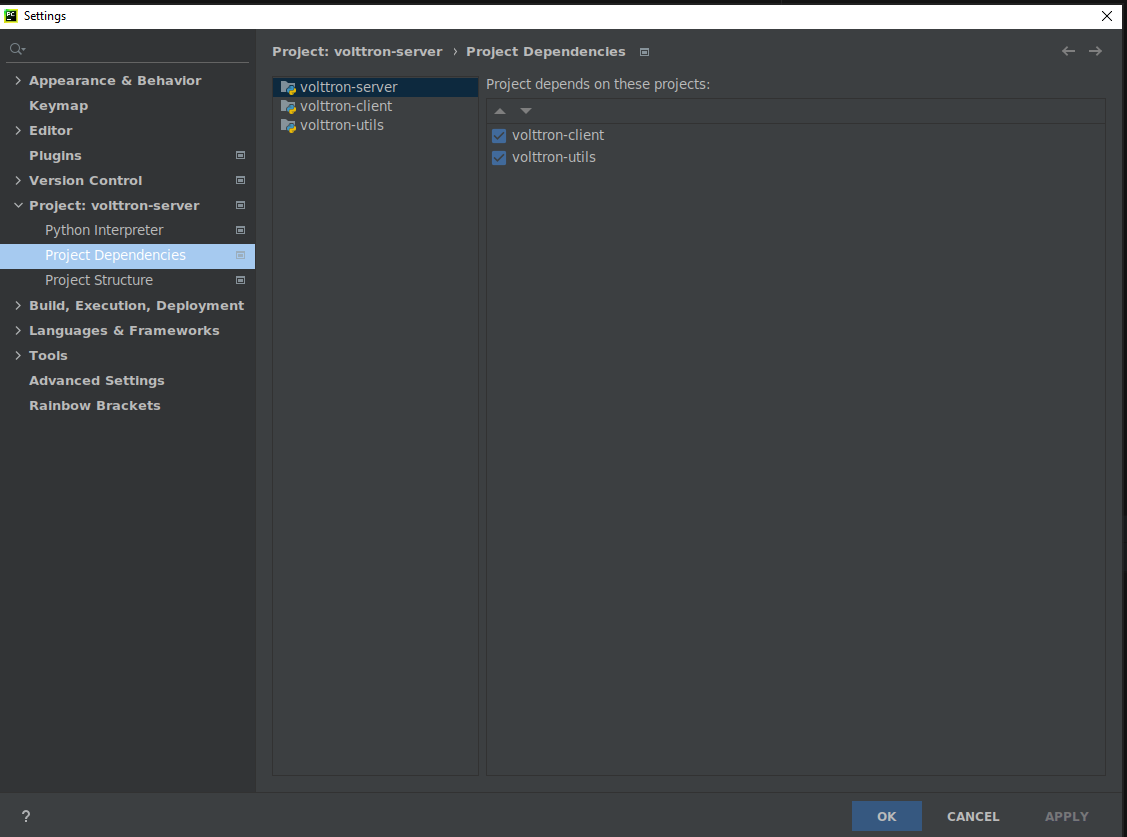 PC
Settings
Project: volttron-server › Project Dependencies
Appearance & Behavior
Keymap
Editor
Plugins
Version Control
Project: volttron-server
Python Interpreter
Project Dependencies
Project Structure
Build, Execution, Deployment
Languages & Frameworks
Tools
Advanced Settings
Rainbow Brackets
volttron-server
volttron-client
volttron-utils
Project depends on these projects:
volttron-client
volttron-utils
?
OK
CANCEL
APPLY